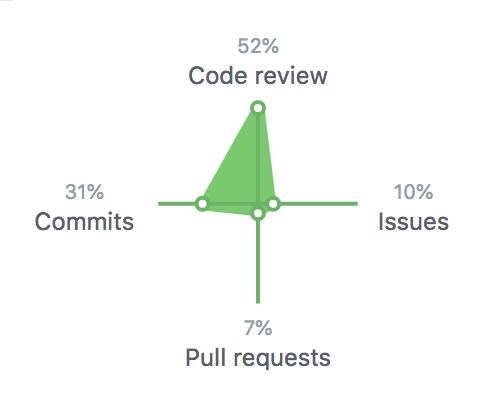 52%
Code review
31%
Commits
10%
Issues
7%
Pull requests